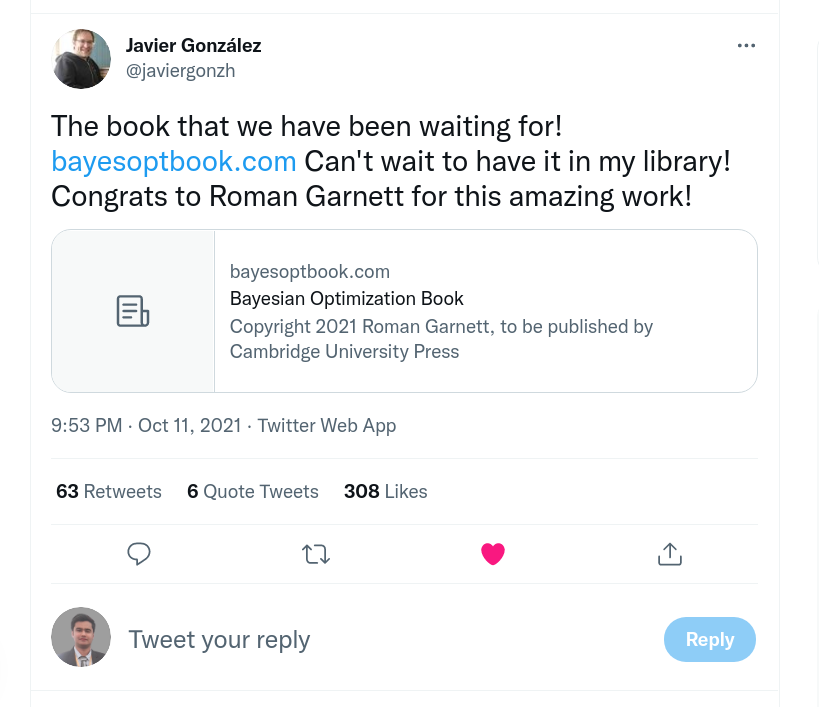 Javier González
@javiergonzh
The book that we have been waiting for!
bayesoptbook.com Can't wait to have it in my library!
Congrats to Roman Garnett for this amazing work!
bayesoptbook.com
Bayesian Optimization Book
Copyright 2021 Roman Garnett, to be published by
Cambridge University Press
9:53 PM · Oct 11, 2021 · Twitter Web App
63 Retweets 6 Quote Tweets 308 Likes
Tweet your reply
Reply